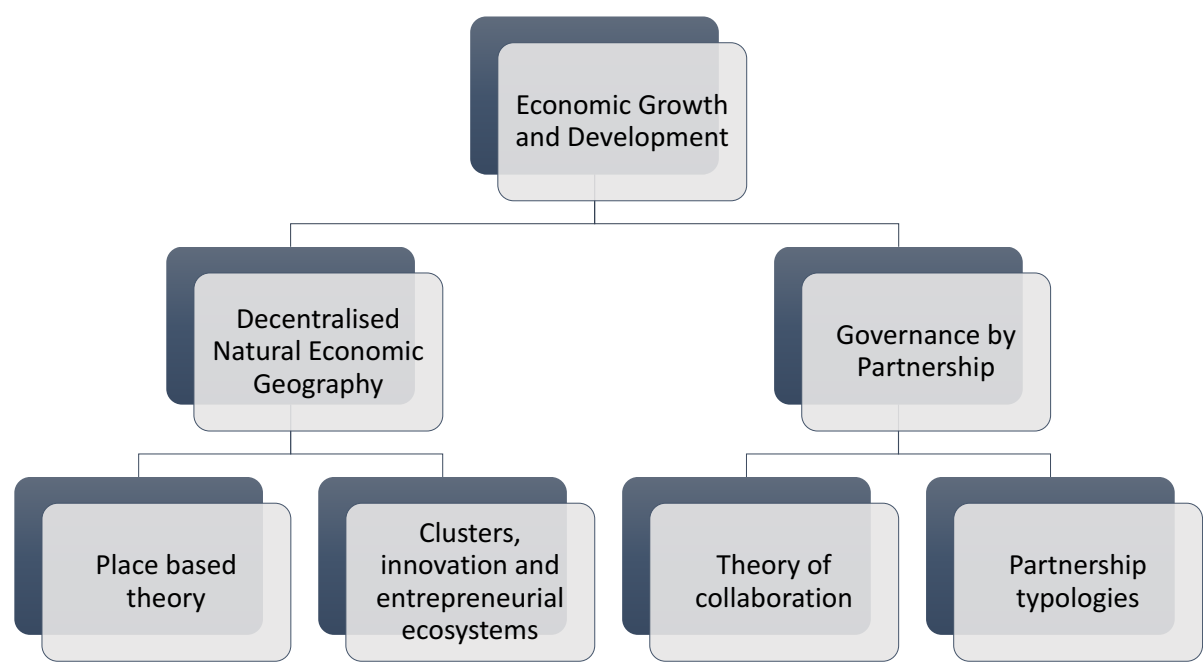 Economic Growth
and Development
Decentralised
Natural Economic
Geography
Governance by
Partnership
Place based
theory
Clusters,
innovation and
entrepreneurial
ecosystems
Theory of
collaboration
Partnership
typologies